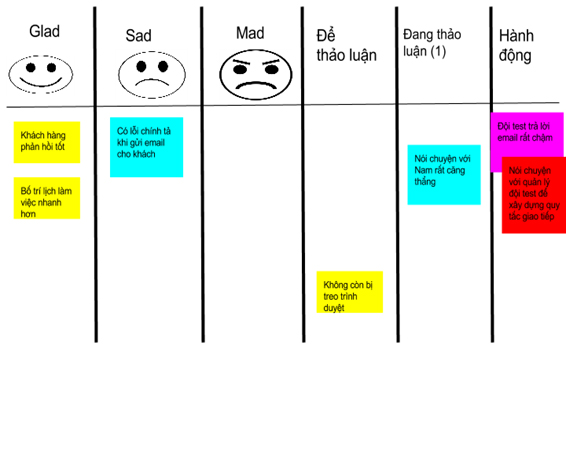 Glad
Sad
Mad
Để
thảo luận
Đang thảo
luận (1)
Hành
động
Khách hàng
phản hồi tốt
Bố trí lịch làm
việc nhanh
hơn
Có lỗi chính tả
khi gửi email
cho khách
Không còn bị
treo trình
duyệt
Nói chuyện với
Nam rất căng
thẳng
Đội test trả lời
email rất chậm
Nói chuyện
với quản lý
đội test để
xây dựng quy
tắc giao tiếp